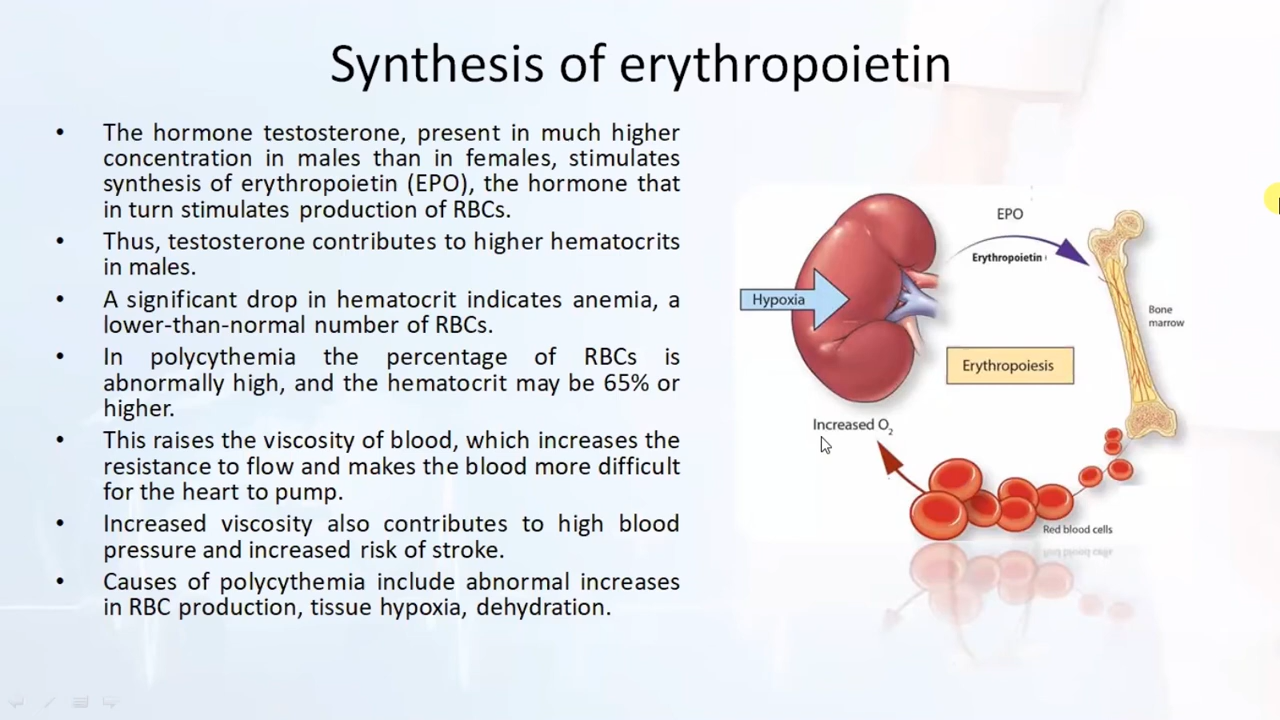 Synthesis of erythropoietin
• The hormone testosterone, present in much higher
concentration in males than in females, stimulates
synthesis of erythropoietin (EPO), the hormone that
in turn stimulates production of RBCs.
• Thus, testosterone contributes to higher hematocrits
in males.
• A significant drop in hematocrit indicates anemia, a
lower-than-normal number of RBCs.
• In polycythemia the percentage of RBCs is
abnormally high, and the hematocrit may be 65% or
higher.
• This raises the viscosity of blood, which increases the
resistance to flow and makes the blood more difficult
for the heart to pump.
• Increased viscosity also contributes to high blood
pressure and increased risk of stroke.
• Causes of polycythemia include abnormal increases
in RBC production, tissue hypoxia, dehydration.
EPO
Erythropoietin
Hypoxia
Bone
marrow
Erythropoiesis
Increased O₂
Red blood cells